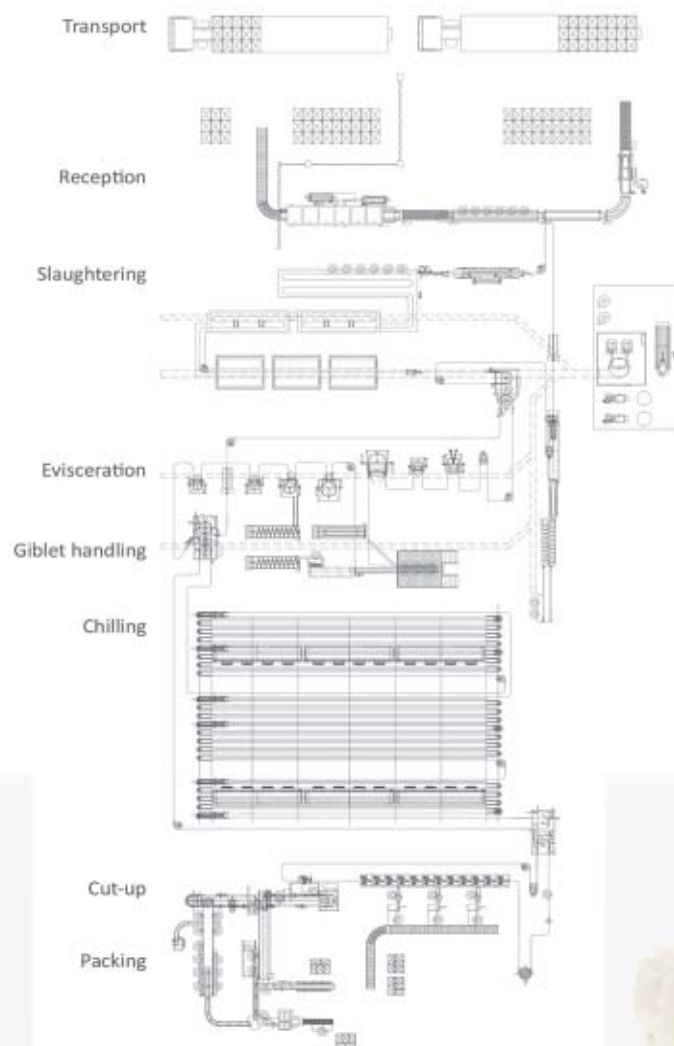 Transport
Reception
Slaughtering
Evisceration
Giblet handling
Chilling
Cut-up
Packing